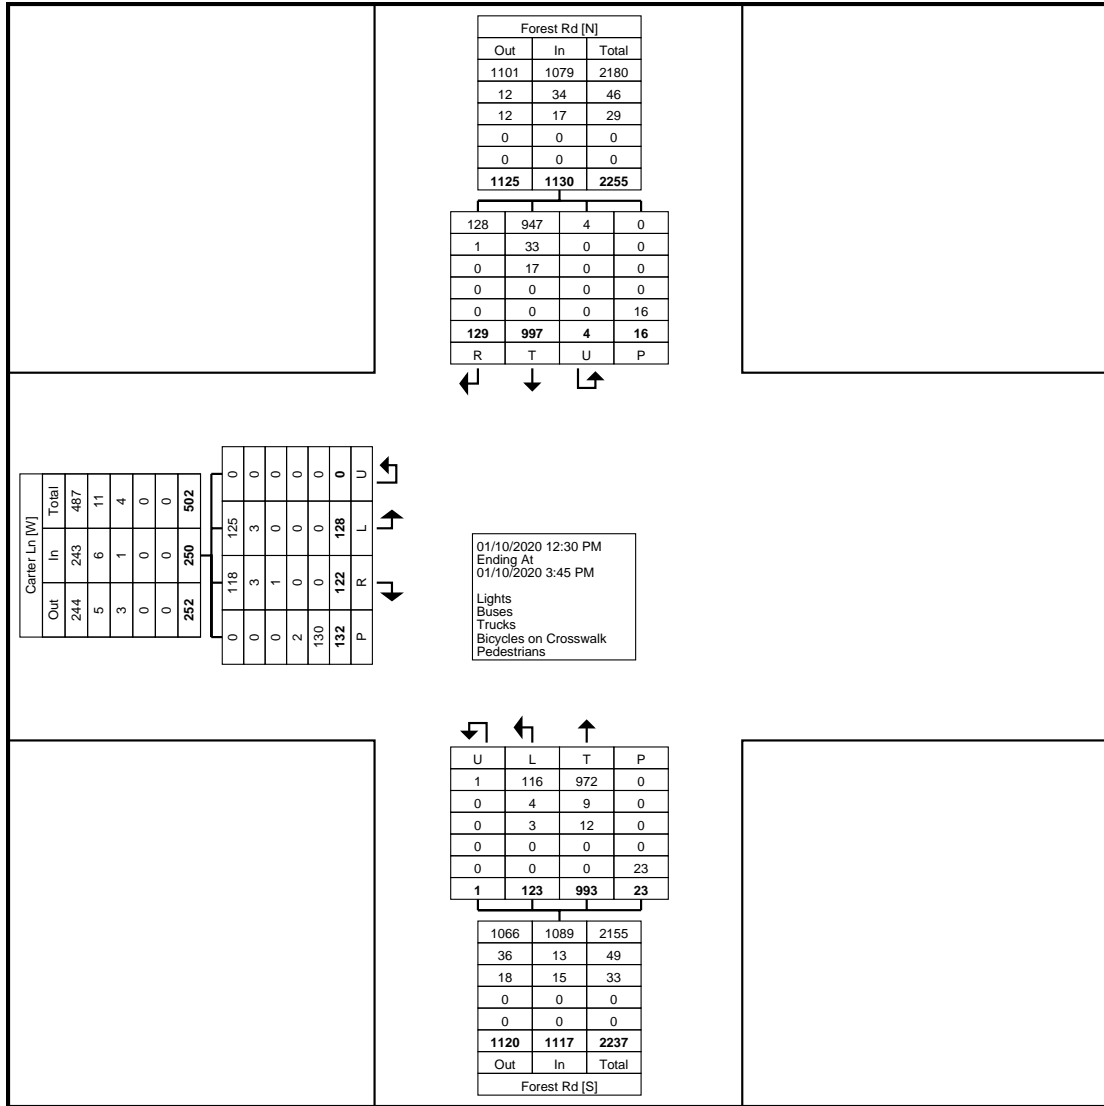 Forest Rd [N]
Out In Total
1101 1079 2180
12 34 46
12 17 29
0 0 0
0 0 0
1125 1130 2255
128 947 4 0
1 33 0 0
0 17 0 0
0 0 0 0
0 0 0 16
129 997 4 16
R T U P
Carter Ln [W]
Out In Total
244 243 487
5 6 11
3 1 4
0 0 0
0 0 0
252 250 502
0 118 125 0
0 3 3 0
0 1 0 0
2 0 0 0
130 0 0 0
132 122 128 0
P R L U
01/10/2020 12:30 PM
Ending At
01/10/2020 3:45 PM
Lights
Buses
Trucks
Bicycles on Crosswalk
Pedestrians
U L T P
1 116 972 0
0 4 9 0
0 3 12 0
0 0 0 0
0 0 0 23
1 123 993 23
1066 1089 2155
36 13 49
18 15 33
0 0 0
0 0 0
1120 1117 2237
Out In Total
Forest Rd [S]